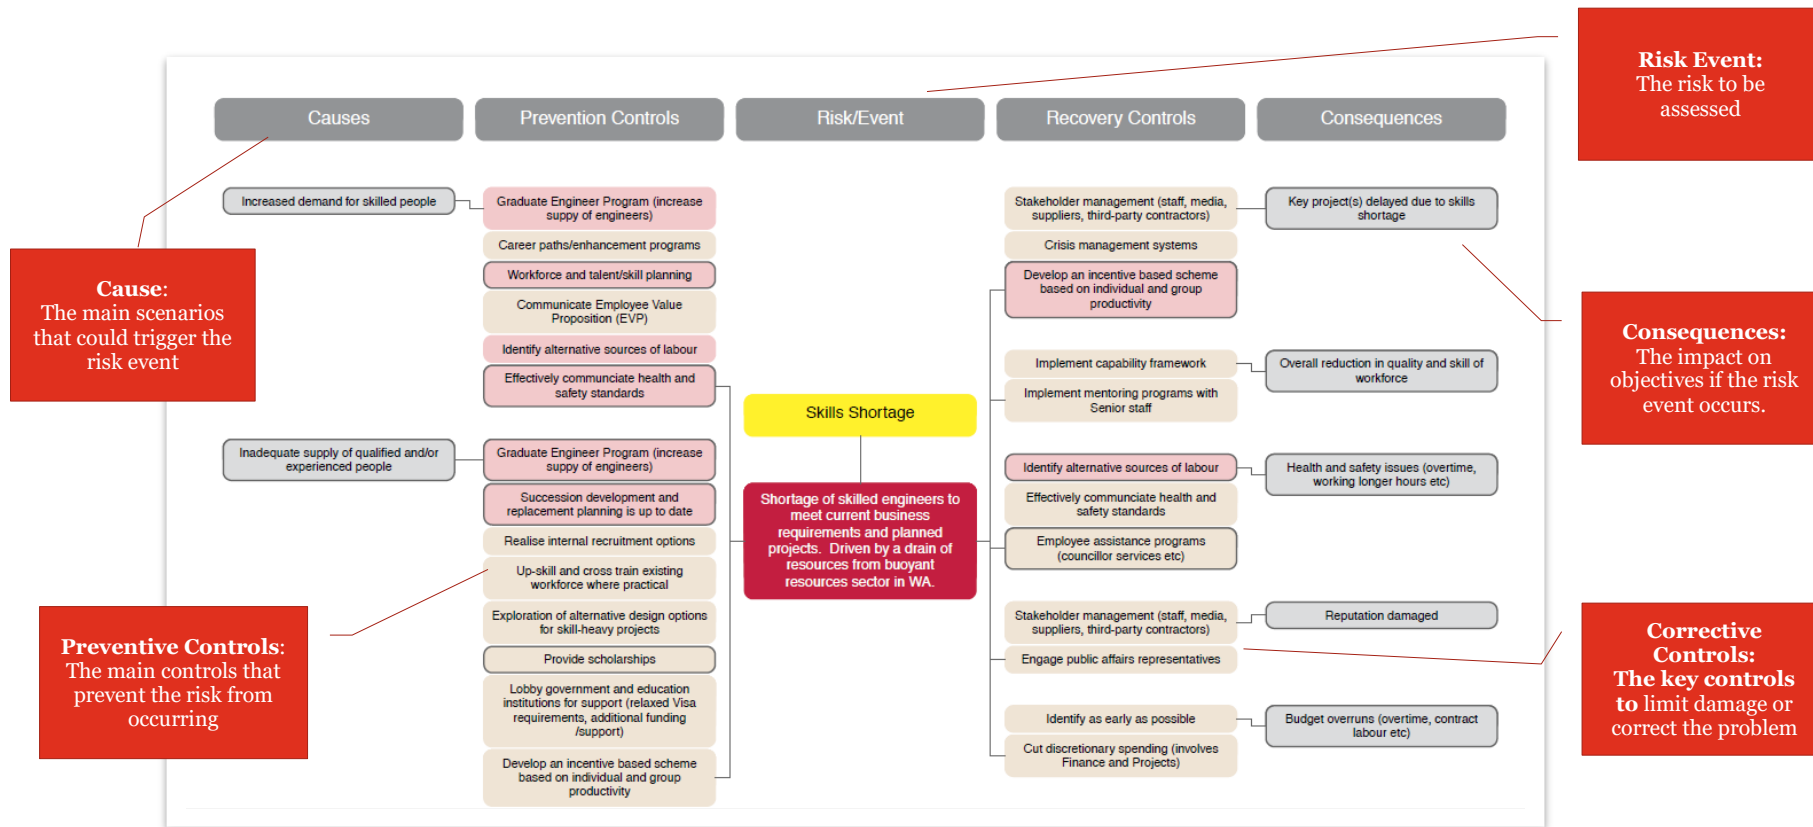 Risk Event:
The risk to be
assessed
Causes
Prevention Controls
Risk/Event
Recovery Controls
Consequences
Increased demand for skilled people
Graduate Engineer Program (increase
supply of engineers)
Career paths/enhancement programs
Workforce and talent/skill planning
Communicate Employee Value
Proposition (EVP)
Identify alternative sources of labour
Effectively communciate health and
safety standards
Inadequate supply of qualified and/or
experienced people
Graduate Engineer Program (increase
supply of engineers)
Succession development and
replacement planning is up to date
Realise internal recruitment options
Up-skill and cross train existing
workforce where practical
Exploration of alternative design options
for skill-heavy projects
Provide scholarships
Lobby government and education
institutions for support (relaxed Visa
requirements, additional funding
/support)
Develop an incentive based scheme
based on individual and group
productivity
Skills Shortage
Shortage of skilled engineers to
meet current business
requirements and planned
projects. Driven by a drain of
resources from buoyant
resources sector in WA.
Stakeholder management (staff, media,
suppliers, third-party contractors)
Crisis management systems
Develop an incentive based scheme
based on individual and group
productivity
Key project(s) delayed due to skills
shortage
Implement capability framework
Implement mentoring programs with
Senior staff
Overall reduction in quality and skill of
workforce
Identify alternative sources of labour
Effectively communciate health and
safety standards
Employee assistance programs
(councillor services etc)
Health and safety issues (overtime,
working longer hours etc)
Stakeholder management (staff, media,
suppliers, third-party contractors)
Engage public affairs representatives
Reputation damaged
Identify as early as possible
Cut discretionary spending (involves
Finance and Projects)
Budget overruns (overtime, contract
labour etc)
Cause:
The main scenarios
that could trigger the
risk event
Preventive Controls:
The main controls that
prevent the risk from
occurring
Consequences:
The impact on
objectives if the risk
event occurs.
Corrective
Controls:
The key controls
to limit damage or
correct the problem